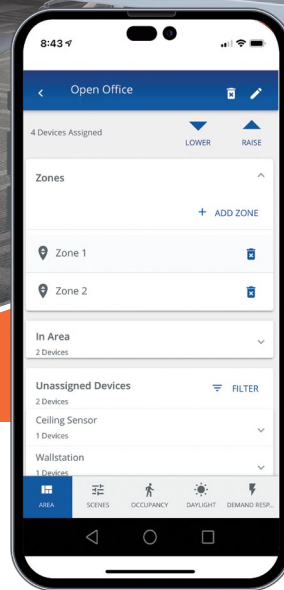 8:43
Open Office
4 Devices Assigned
LOWER
RAISE
Zones
+ ADD ZONE
Zone 1
Zone 2
In Area
2 Devices
Unassigned Devices
2 Devices
FILTER
Ceiling Sensor
1 Devices
Wallstation
1 Devices
AREA
SCENES
OCCUPANCY
DAYLIGHT
DEMAND RESP...